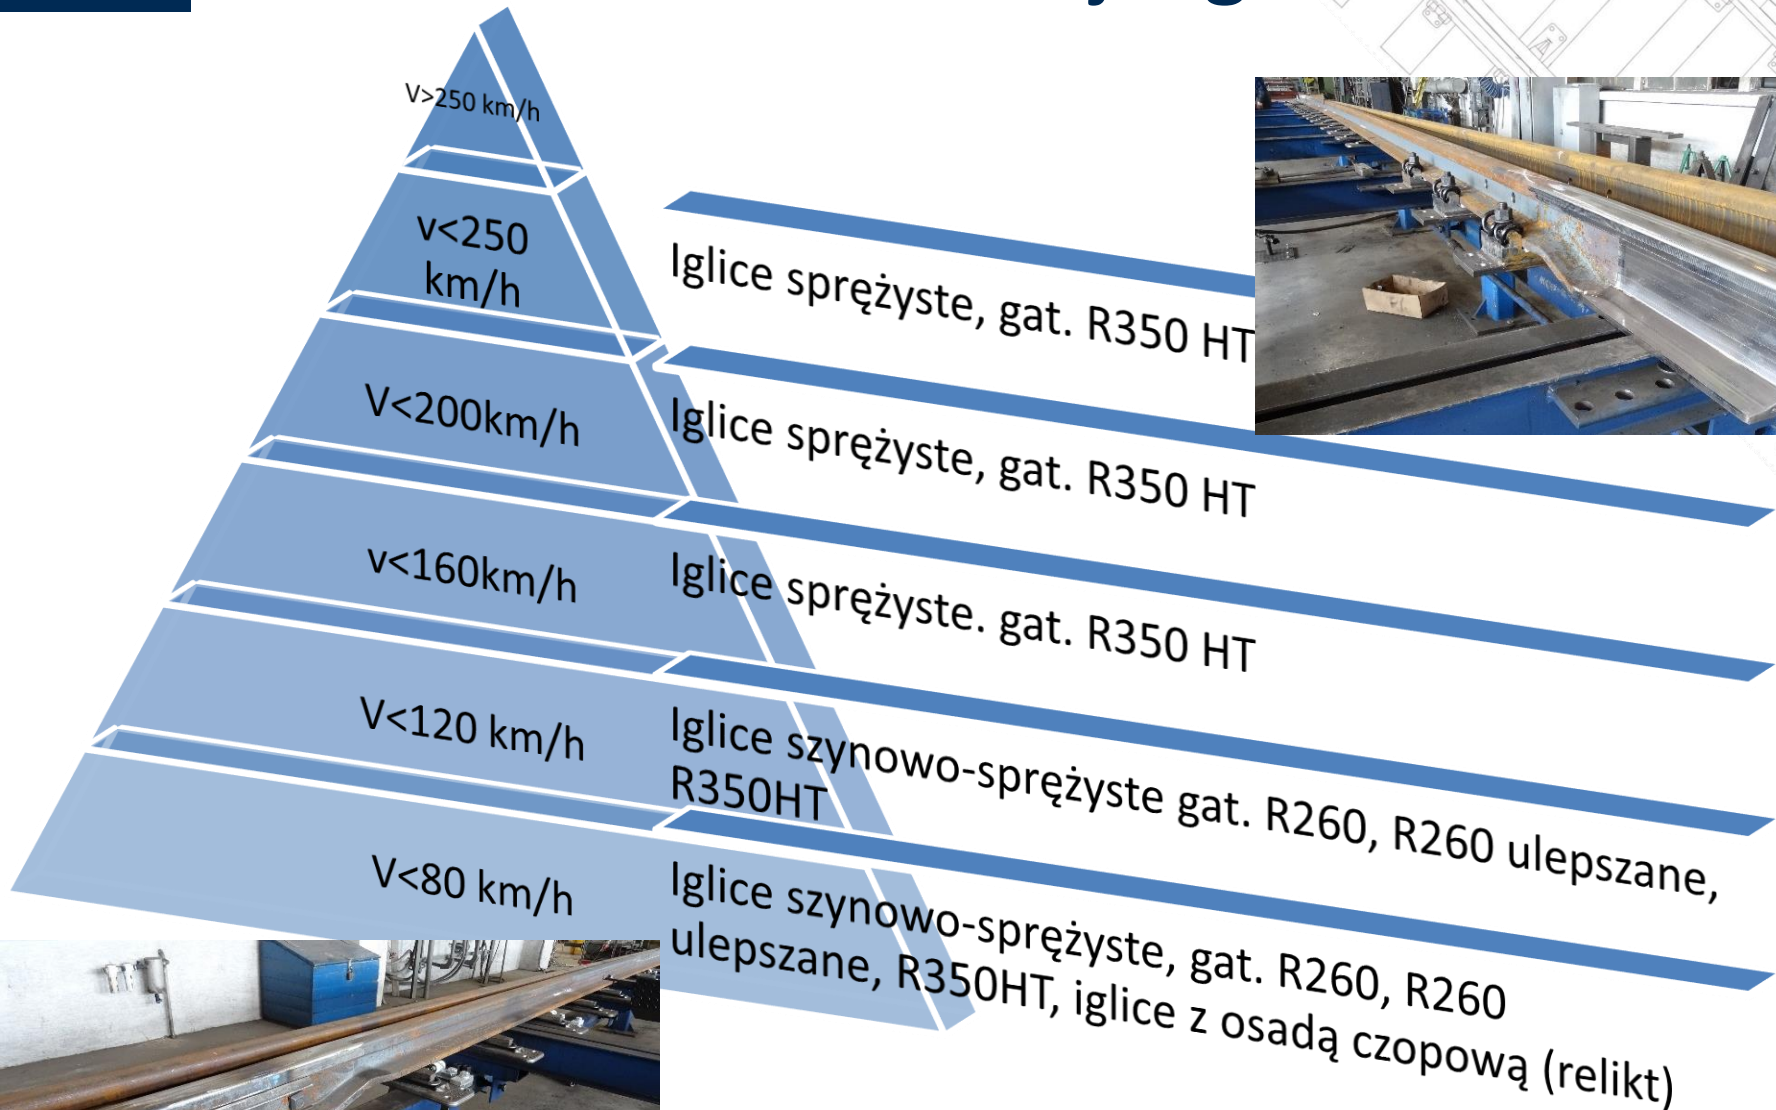 V>250 km/h
v<250
km/h
Iglice sprężyste, gat. R350 HT
V<200km/h
Iglice sprężyste, gat. R350 HT
v<160km/h
Iglice sprężyste. gat. R350 HT
V<120 km/h
Iglice szynowo-sprężyste gat. R260, R260 ulepszane,
R350HT
V<80 km/h
Iglice szynowo-sprężyste, gat. R260, R260
ulepszane, R350HT, iglice z osadą czopową (relikt)